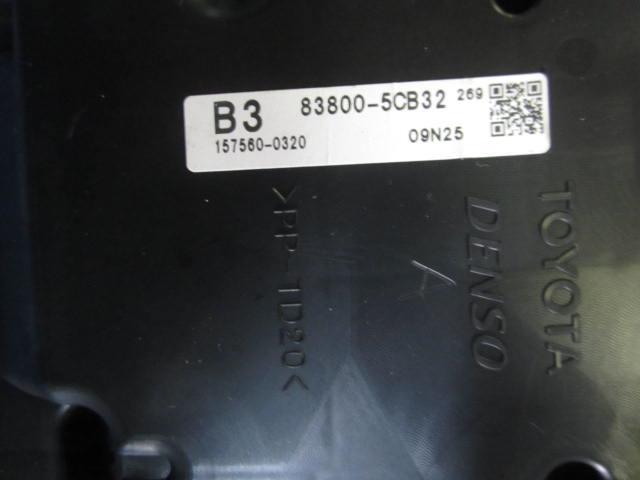 B3 83800-5CB32 269
157560-0320 09N25
TOYOTA
DENSO
A
>PP-TD20<